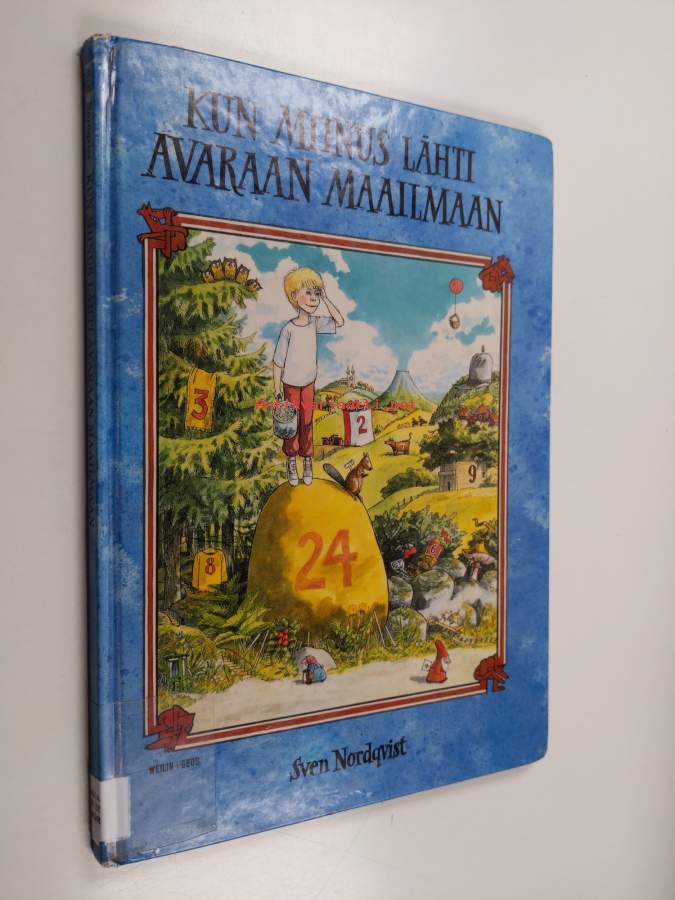 KUN MIINUS LÄHTI
AVARAAN MAAILMAAN
3
2
9
24
8
Sven Nordqvist
WEILIN+GÖÖS